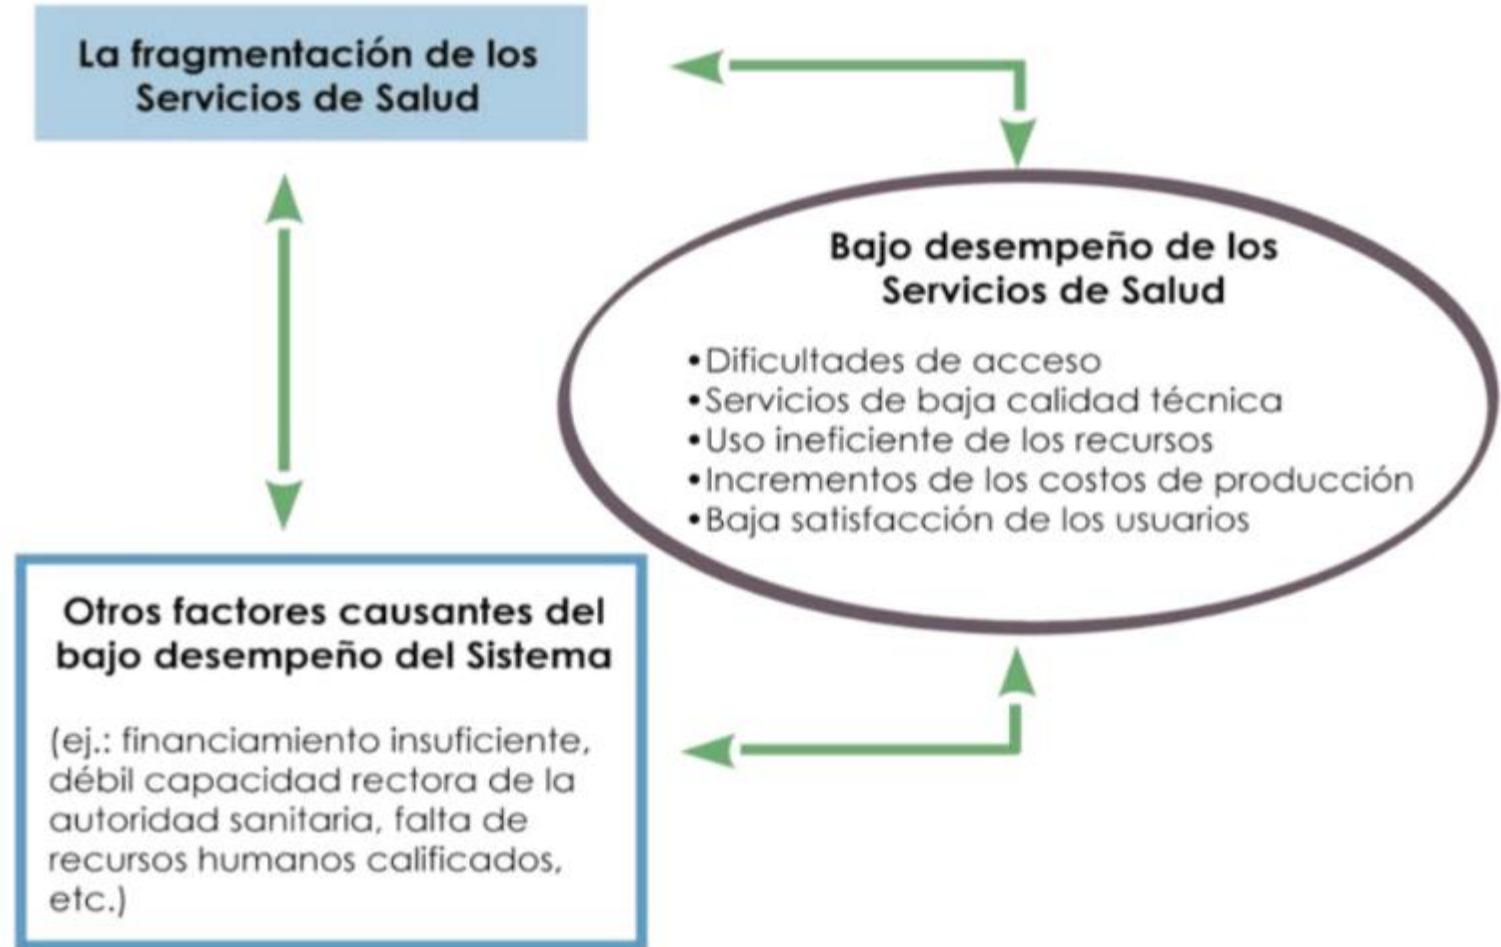 La fragmentación de los
Servicios de Salud
Bajo desempeño de los
Servicios de Salud
•Dificultades de acceso
•Servicios de baja calidad técnica
•Uso ineficiente de los recursos
•Incrementos de los costos de producción
•Baja satisfacción de los usuarios
Otros factores causantes del
bajo desempeño del Sistema
(ej.: financiamiento insuficiente,
débil capacidad rectora de la
autoridad sanitaria, falta de
recursos humanos calificados,
etc.)